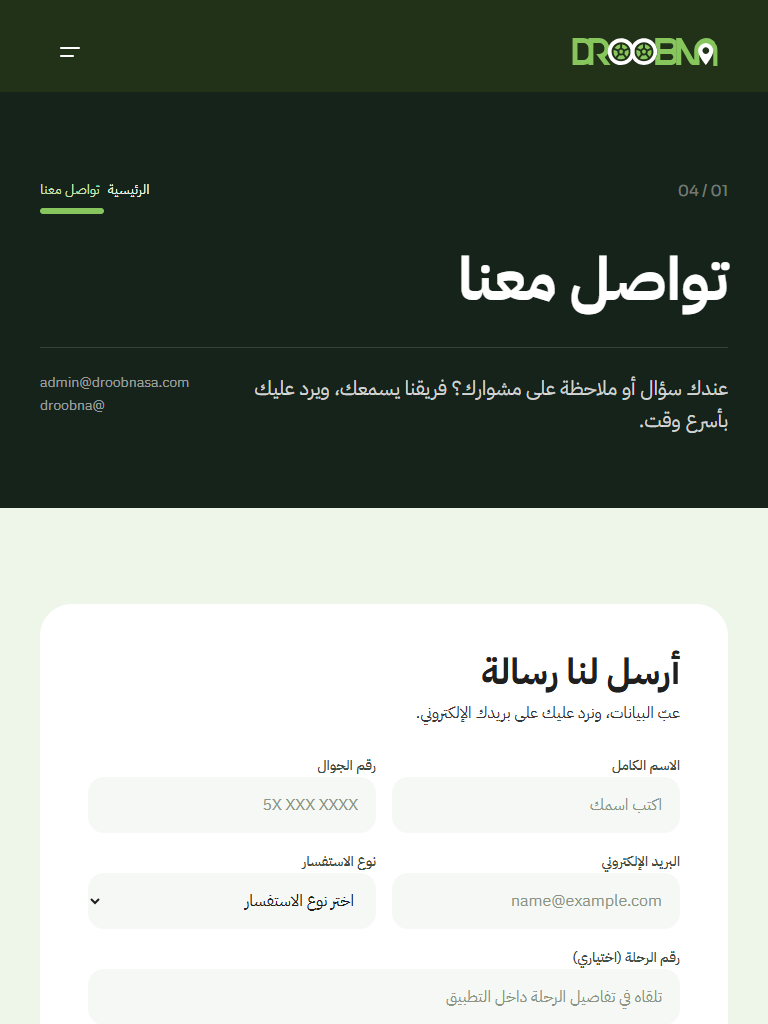 DROOBNA
04 / 01
الرئيسية تواصل معنا
تواصل معنا
عندك سؤال أو ملاحظة على مشوارك؟ فريقنا يسمعك، ويرد عليك
بأسرع وقت.
admin@droobnasa.com
droobna@
أرسل لنا رسالة
عبّ البيانات، ونرد عليك على بريدك الإلكتروني.
الاسم الكامل
اكتب اسمك
رقم الجوال
5X XXX XXXX
البريد الإلكتروني
name@example.com
نوع الاستفسار
اختر نوع الاستفسار
رقم الرحلة (اختياري)
تلقاه في تفاصيل الرحلة داخل التطبيق